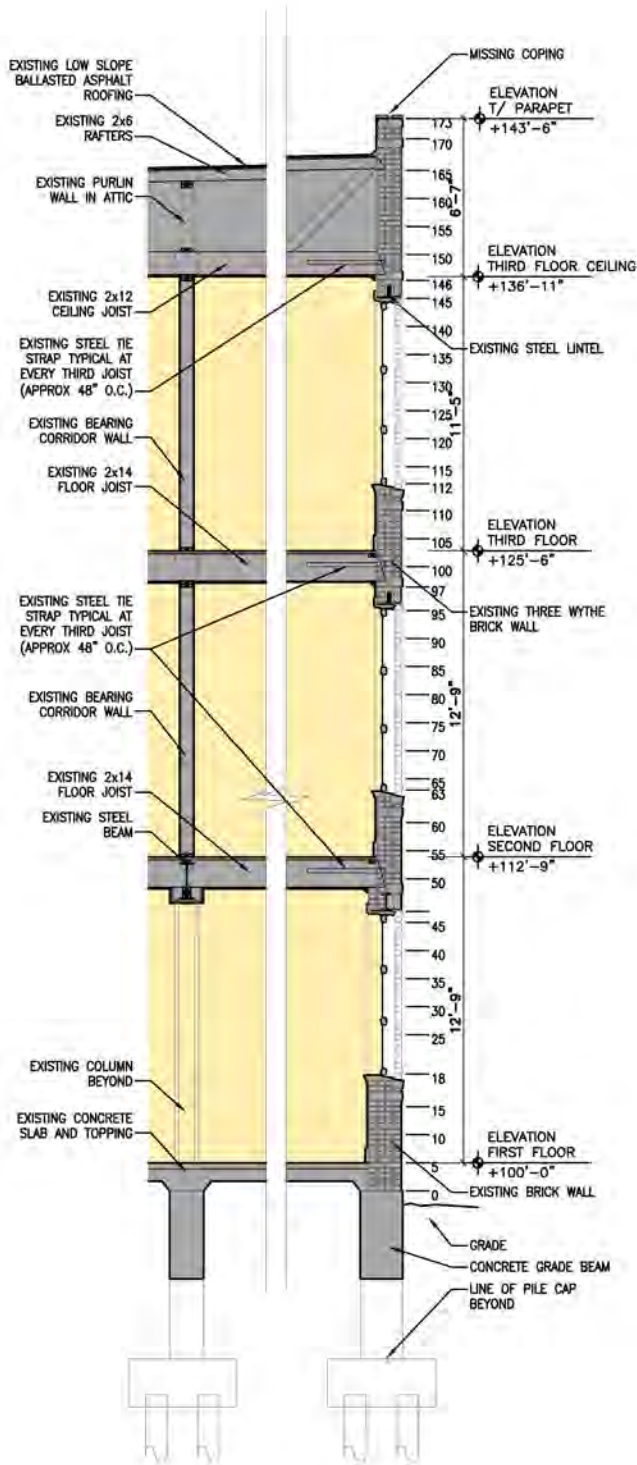 EXISTING LOW SLOPE
BALLASTED ASPHALT
ROOFING
EXISTING 2x6
RAFTERS
EXISTING PURLIN
WALL IN ATTIC
EXISTING 2x12
CEILING JOIST
EXISTING STEEL TIE
STRAP TYPICAL AT
EVERY THIRD JOIST
(APPROX 48" O.C.)
EXISTING BEARING
CORRIDOR WALL
EXISTING 2x14
FLOOR JOIST
EXISTING STEEL TIE
STRAP TYPICAL AT
EVERY THIRD JOIST
(APPROX 48" O.C.)
EXISTING BEARING
CORRIDOR WALL
EXISTING 2x14
FLOOR JOIST
EXISTING STEEL
BEAM
EXISTING COLUMN
BEYOND
EXISTING CONCRETE
SLAB AND TOPPING
173
170
165
160
155
150
146
145
140
135
130
125
120
115
112
110
105
100
97
95
90
85
80
75
70
65
63
60
55
50
45
40
35
30
25
18
15
10
5
0
6'-7"
11'-5"
12'-9"
12'-9"
MISSING COPING
ELEVATION
T/ PARAPET
+143'-6"
ELEVATION
THIRD FLOOR CEILING
+136'-11"
EXISTING STEEL LINTEL
ELEVATION
THIRD FLOOR
+125'-6"
EXISTING THREE WYTHE
BRICK WALL
ELEVATION
SECOND FLOOR
+112'-9"
ELEVATION
FIRST FLOOR
+100'-0"
EXISTING BRICK WALL
GRADE
CONCRETE GRADE BEAM
LINE OF PILE CAP
BEYOND